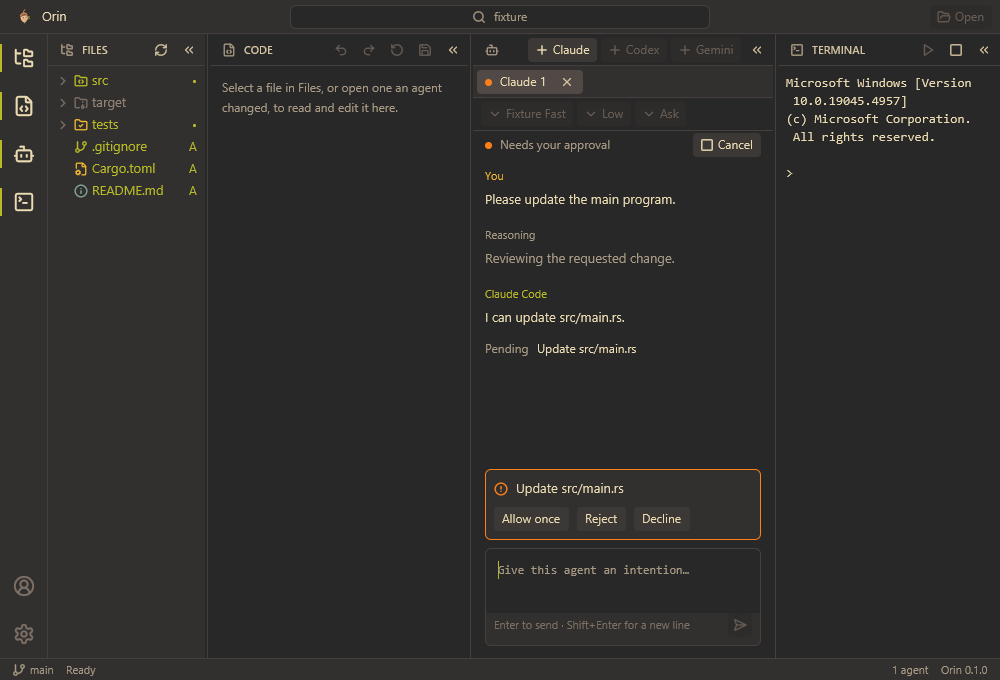 Orin
fixture
Open
FILES
src
target
tests
.gitignore A
Cargo.toml A
README.md A
CODE
Select a file in Files, or open one an agent
changed, to read and edit it here.
Claude
Codex
Gemini
Claude 1
Fixture Fast
Low
Ask
Needs your approval
Cancel
You
Please update the main program.
Reasoning
Reviewing the requested change.
Claude Code
I can update src/main.rs.
Pending Update src/main.rs
Update src/main.rs
Allow once
Reject
Decline
Give this agent an intention…
Enter to send · Shift+Enter for a new line
TERMINAL
Microsoft Windows [Version
10.0.19045.4957]
(c) Microsoft Corporation.
All rights reserved.
>
main
Ready
1 agent
Orin 0.1.0